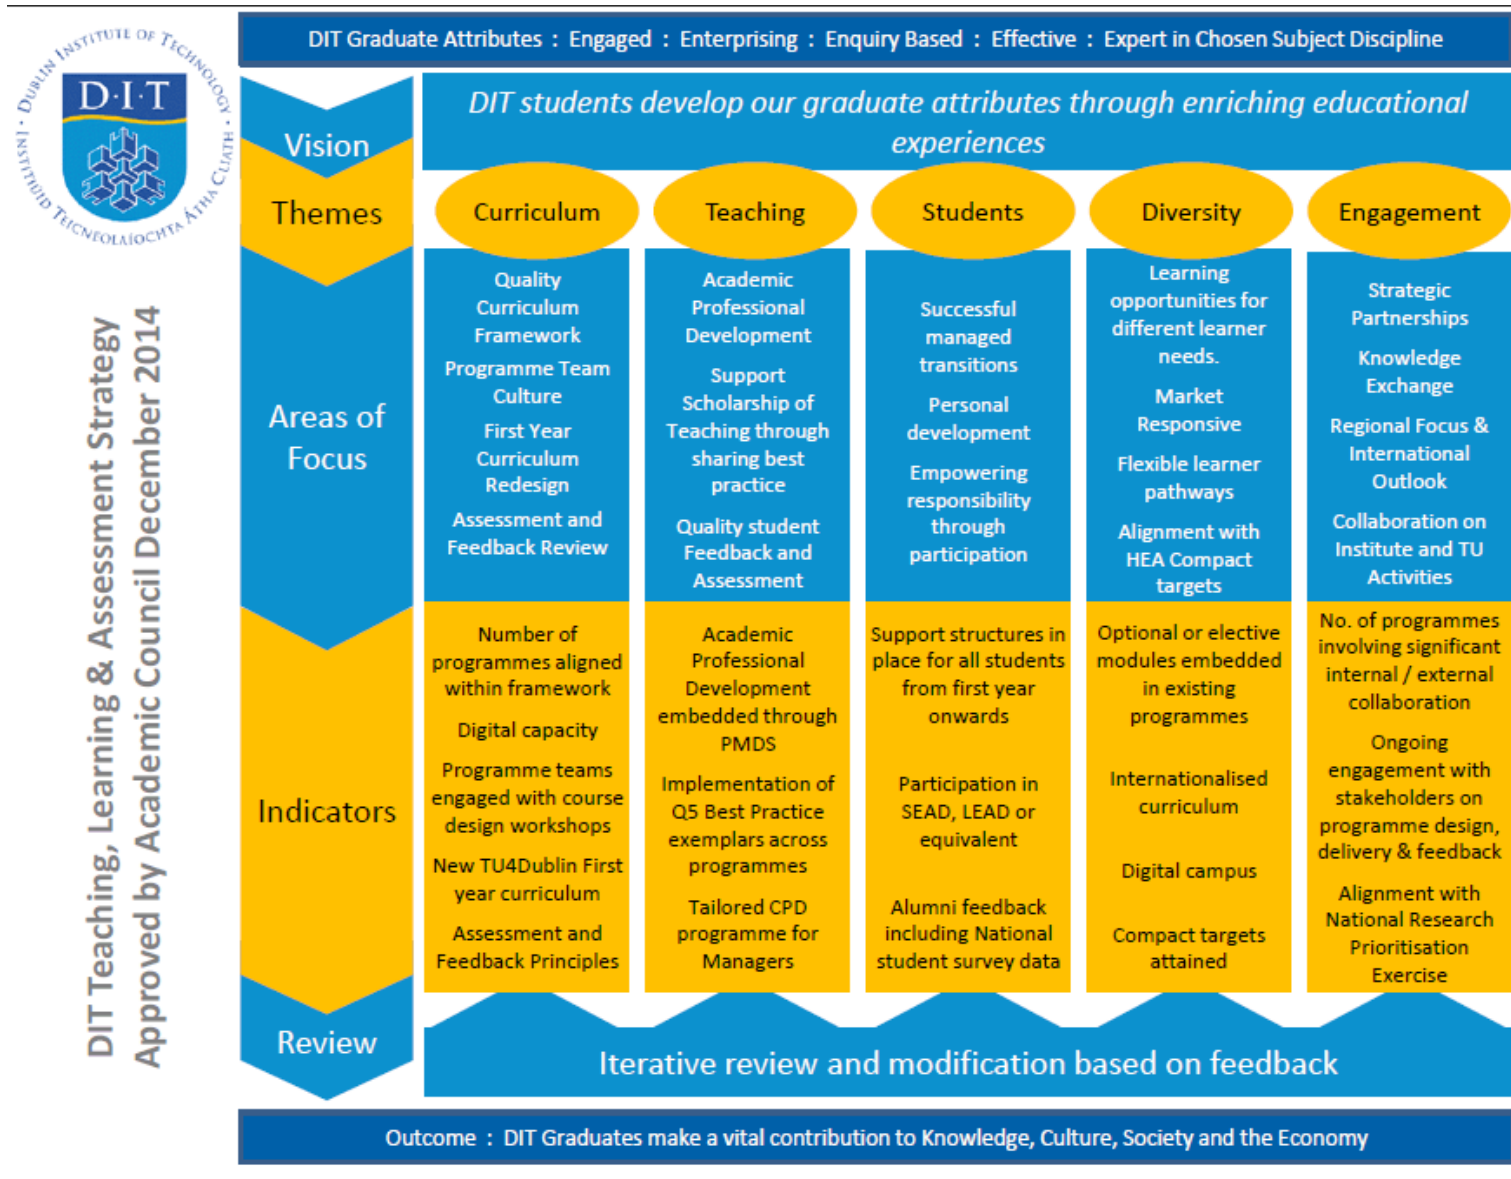 DUBLIN INSTITUTE OF TECHNOLOGY · INSTITIÚID TEICNEOLAÍOCHTA ÁTHA CLIATH ·
D·I·T
DIT Teaching, Learning & Assessment Strategy
Approved by Academic Council December 2014
DIT Graduate Attributes : Engaged : Enterprising : Enquiry Based : Effective : Expert in Chosen Subject Discipline
Vision
DIT students develop our graduate attributes through enriching educational
experiences
Themes
Curriculum
Teaching
Students
Diversity
Engagement
Areas of
Focus
Quality
Curriculum
Framework
Programme Team
Culture
First Year
Curriculum
Redesign
Assessment and
Feedback Review
Academic
Professional
Development
Support
Scholarship of
Teaching through
sharing best
practice
Quality student
Feedback and
Assessment
Successful
managed
transitions
Personal
development
Empowering
responsibility
through
participation
Learning
opportunities for
different learner
needs.
Market
Responsive
Flexible learner
pathways
Alignment with
HEA Compact
targets
Strategic
Partnerships
Knowledge
Exchange
Regional Focus &
International
Outlook
Collaboration on
Institute and TU
Activities
Indicators
Number of
programmes aligned
within framework
Digital capacity
Programme teams
engaged with course
design workshops
New TU4Dublin First
year curriculum
Assessment and
Feedback Principles
Academic
Professional
Development
embedded through
PMDS
Implementation of
Q5 Best Practice
exemplars across
programmes
Tailored CPD
programme for
Managers
Support structures in
place for all students
from first year
onwards
Participation in
SEAD, LEAD or
equivalent
Alumni feedback
including National
student survey data
Optional or elective
modules embedded
in existing
programmes
Internationalised
curriculum
Digital campus
Compact targets
attained
No. of programmes
involving significant
internal / external
collaboration
Ongoing
engagement with
stakeholders on
programme design,
delivery & feedback
Alignment with
National Research
Prioritisation
Exercise
Review
Iterative review and modification based on feedback
Outcome : DIT Graduates make a vital contribution to Knowledge, Culture, Society and the Economy